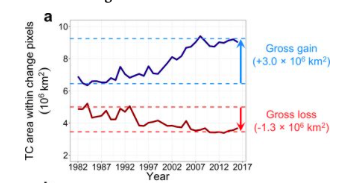 a
10
8
6
4
2
TC area within change pixels
(10⁶ km²)
1982 1987 1992 1997 2002 2007 2012 2017
Year
Gross gain
(+3.0 × 10⁶ km²)
Gross loss
(-1.3 × 10⁶ km²)